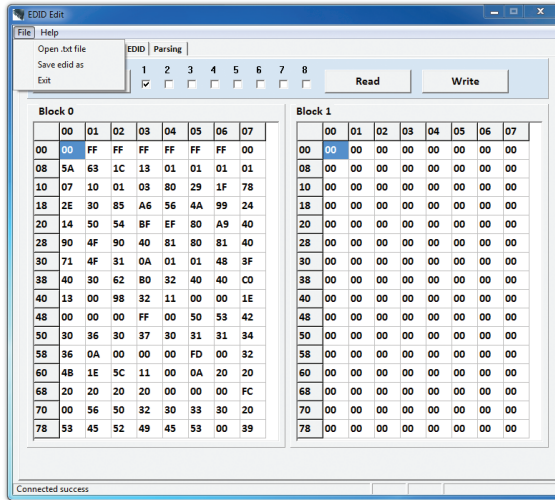 EDID Edit
File Help
Open .txt file
Save edid as
Exit
EDID Parsing
1 2 3 4 5 6 7 8
Read Write
Block 0
00 01 02 03 04 05 06 07
00 00 FF FF FF FF FF FF 00
08 5A 63 1C 13 01 01 01 01
10 07 10 01 03 80 29 1F 78
18 2E 30 85 A6 56 4A 99 24
20 14 50 54 BF EF 80 A9 40
28 90 4F 90 40 81 80 81 40
30 71 4F 31 0A 01 01 48 3F
38 40 30 62 B0 32 40 40 C0
40 13 00 98 32 11 00 00 1E
48 00 00 00 FF 00 50 53 42
50 30 36 30 37 30 31 31 34
58 36 0A 00 00 00 FD 00 32
60 4B 1E 5C 11 00 0A 20 20
68 20 20 20 20 00 00 00 FC
70 00 56 50 32 30 33 30 20
78 53 45 52 49 45 53 00 39
Block 1
00 01 02 03 04 05 06 07
00 00 00 00 00 00 00 00 00
08 00 00 00 00 00 00 00 00
10 00 00 00 00 00 00 00 00
18 00 00 00 00 00 00 00 00
20 00 00 00 00 00 00 00 00
28 00 00 00 00 00 00 00 00
30 00 00 00 00 00 00 00 00
38 00 00 00 00 00 00 00 00
40 00 00 00 00 00 00 00 00
48 00 00 00 00 00 00 00 00
50 00 00 00 00 00 00 00 00
58 00 00 00 00 00 00 00 00
60 00 00 00 00 00 00 00 00
68 00 00 00 00 00 00 00 00
70 00 00 00 00 00 00 00 00
78 00 00 00 00 00 00 00 00
Connected success